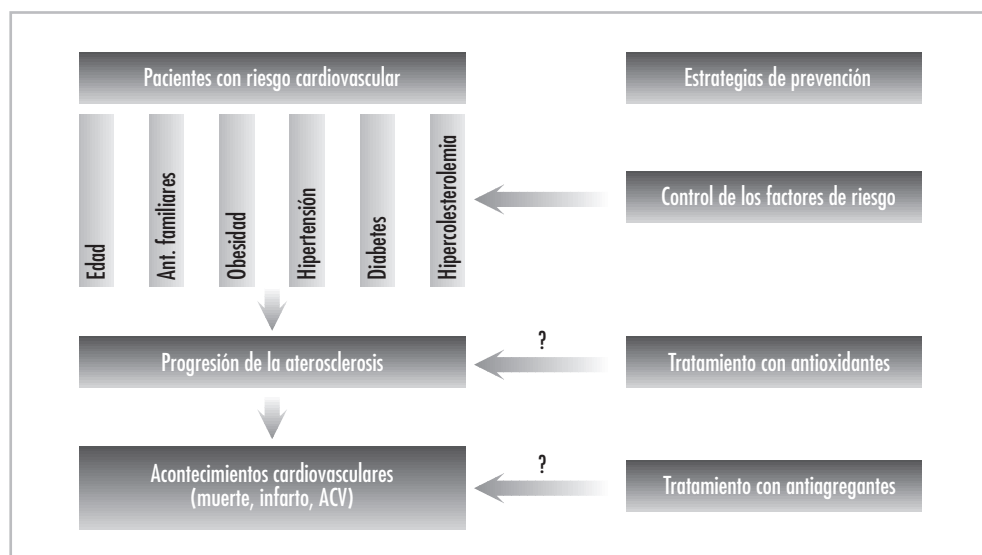 Pacientes con riesgo cardiovascular
Estrategias de prevención
Edad
Ant. familiares
Obesidad
Hipertensión
Diabetes
Hipercolesterolemia
Control de los factores de riesgo
Progresión de la aterosclerosis
?
Tratamiento con antioxidantes
Acontecimientos cardiovasculares
(muerte, infarto, ACV)
?
Tratamiento con antiagregantes